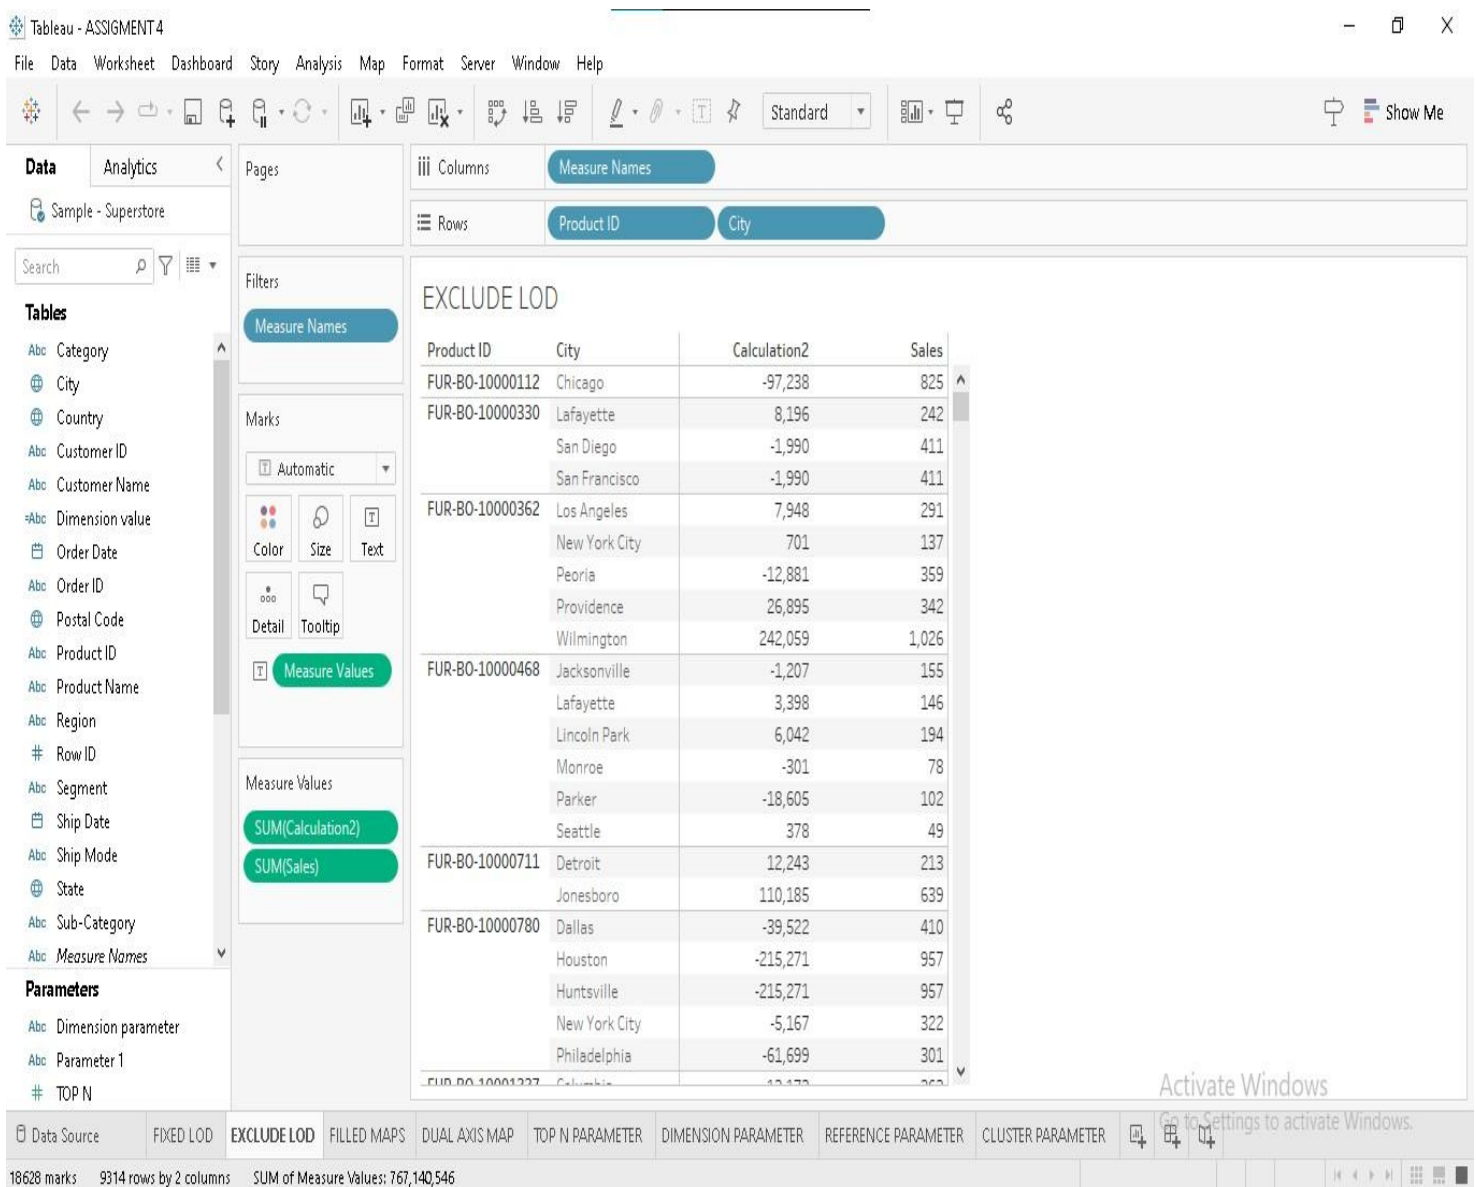 Tableau - ASSIGMENT 4
File Data Worksheet Dashboard Story Analysis Map Format Server Window Help
Standard
Show Me
Data Analytics
Sample - Superstore
Search
Tables
Abc Category
City
Country
Abc Customer ID
Abc Customer Name
=Abc Dimension value
Order Date
Abc Order ID
Postal Code
Abc Product ID
Abc Product Name
Abc Region
# Row ID
Abc Segment
Ship Date
Abc Ship Mode
State
Abc Sub-Category
Abc Measure Names
Parameters
Abc Dimension parameter
Abc Parameter 1
# TOP N
Pages
Filters
Measure Names
Marks
Automatic
Color Size Text
Detail Tooltip
Measure Values
Measure Values
SUM(Calculation2)
SUM(Sales)
Columns Measure Names
Rows Product ID City
EXCLUDE LOD
Product ID City Calculation2 Sales
FUR-BO-10000112 Chicago -97,238 825
FUR-BO-10000330 Lafayette 8,196 242
San Diego -1,990 411
San Francisco -1,990 411
FUR-BO-10000362 Los Angeles 7,948 291
New York City 701 137
Peoria -12,881 359
Providence 26,895 342
Wilmington 242,059 1,026
FUR-BO-10000468 Jacksonville -1,207 155
Lafayette 3,398 146
Lincoln Park 6,042 194
Monroe -301 78
Parker -18,605 102
Seattle 378 49
FUR-BO-10000711 Detroit 12,243 213
Jonesboro 110,185 639
FUR-BO-10000780 Dallas -39,522 410
Houston -215,271 957
Huntsville -215,271 957
New York City -5,167 322
Philadelphia -61,699 301
Activate Windows
Go to Settings to activate Windows.
Data Source FIXED LOD EXCLUDE LOD FILLED MAPS DUAL AXIS MAP TOP N PARAMETER DIMENSION PARAMETER REFERENCE PARAMETER CLUSTER PARAMETER
18628 marks 9314 rows by 2 columns SUM of Measure Values: 767,140,546